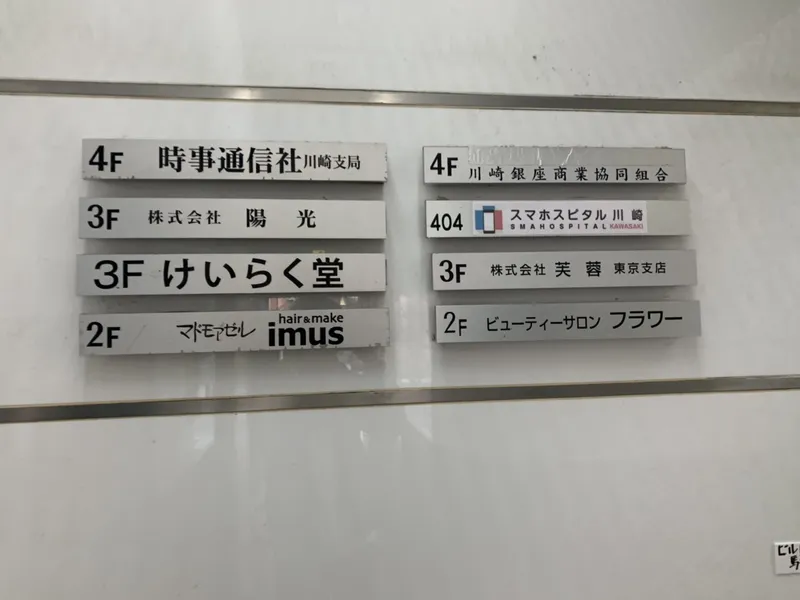 4F 時事通信社 川崎支局
3F 株式会社 陽光
3F けいらく堂
2F マドモアゼル hair&make imus
4F 川崎銀座商業協同組合
404 スマホスピタル 川崎
SMAHOSPITAL KAWASAKI
3F 株式会社 芙蓉 東京支店
2F ビューティーサロン フラワー
ビル